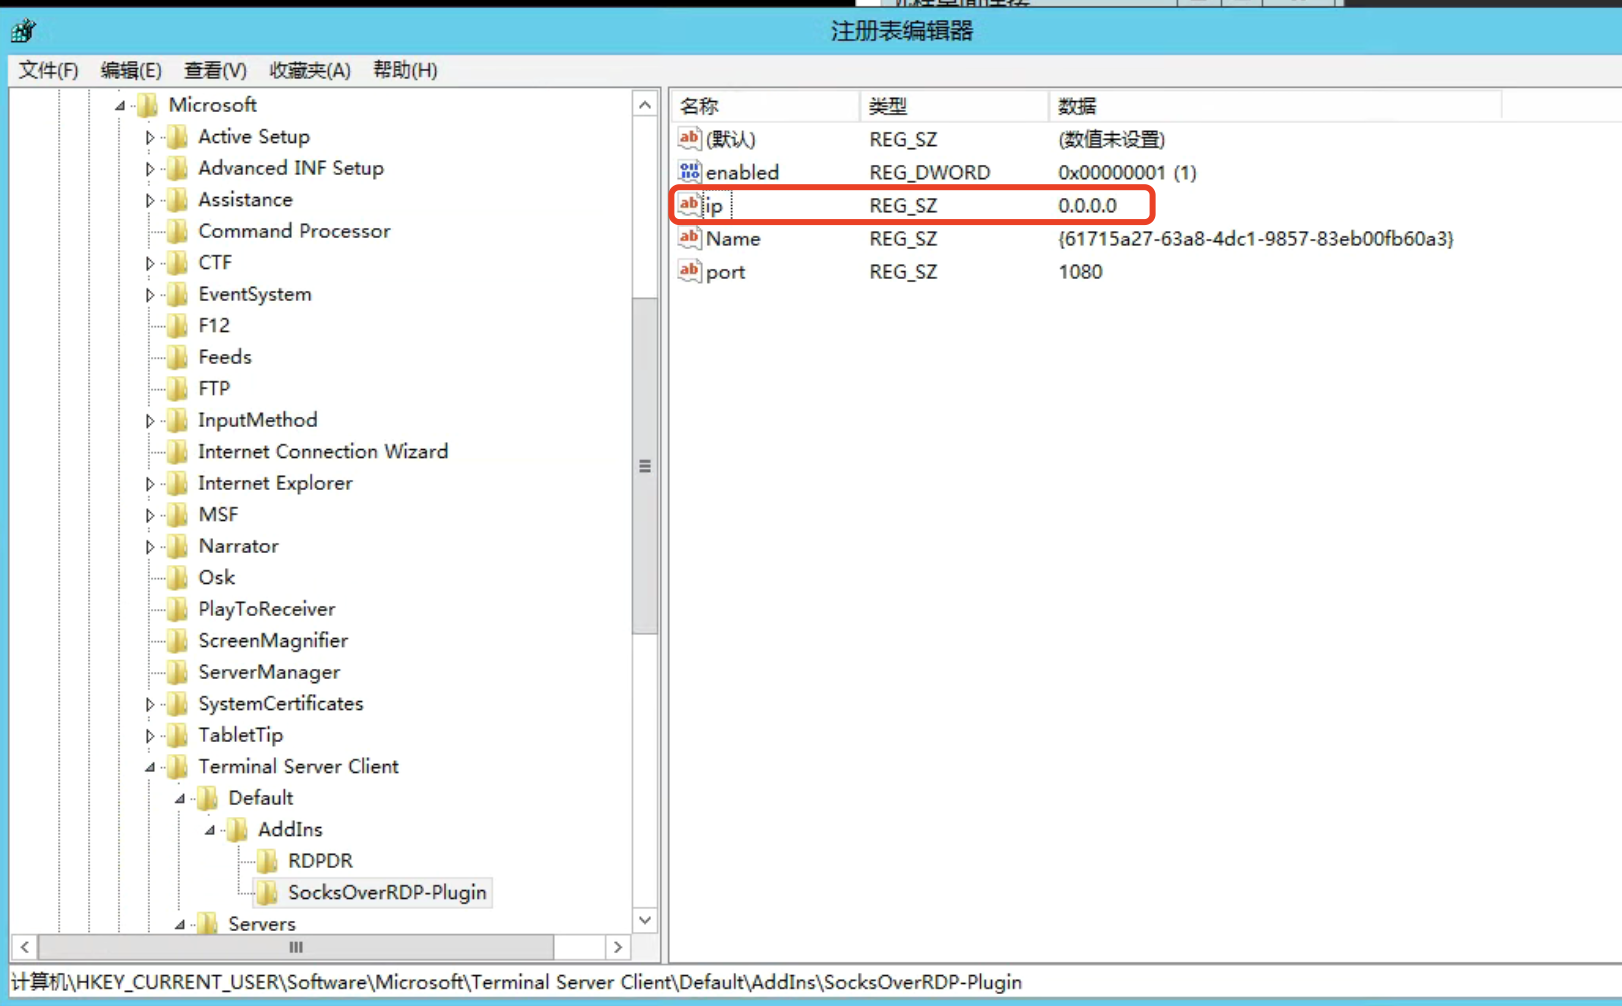 注册表编辑器
文件(F) 编辑(E) 查看(V) 收藏夹(A) 帮助(H)
Microsoft
Active Setup
Advanced INF Setup
Assistance
Command Processor
CTF
EventSystem
F12
Feeds
FTP
InputMethod
Internet Connection Wizard
Internet Explorer
MSF
Narrator
Osk
PlayToReceiver
ScreenMagnifier
ServerManager
SystemCertificates
TabletTip
Terminal Server Client
Default
AddIns
RDPDR
SocksOverRDP-Plugin
Servers
名称 类型 数据
(默认) REG_SZ (数值未设置)
enabled REG_DWORD 0x00000001 (1)
ip REG_SZ 0.0.0.0
Name REG_SZ {61715a27-63a8-4dc1-9857-83eb00fb60a3}
port REG_SZ 1080
计算机\HKEY_CURRENT_USER\Software\Microsoft\Terminal Server Client\Default\AddIns\SocksOverRDP-Plugin